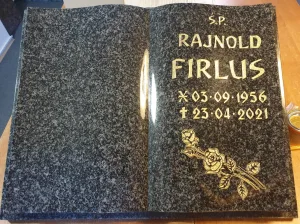 S.P.
RAJNOLD
FIRLUS
* 03-09-1956
✝ 23-04-2021